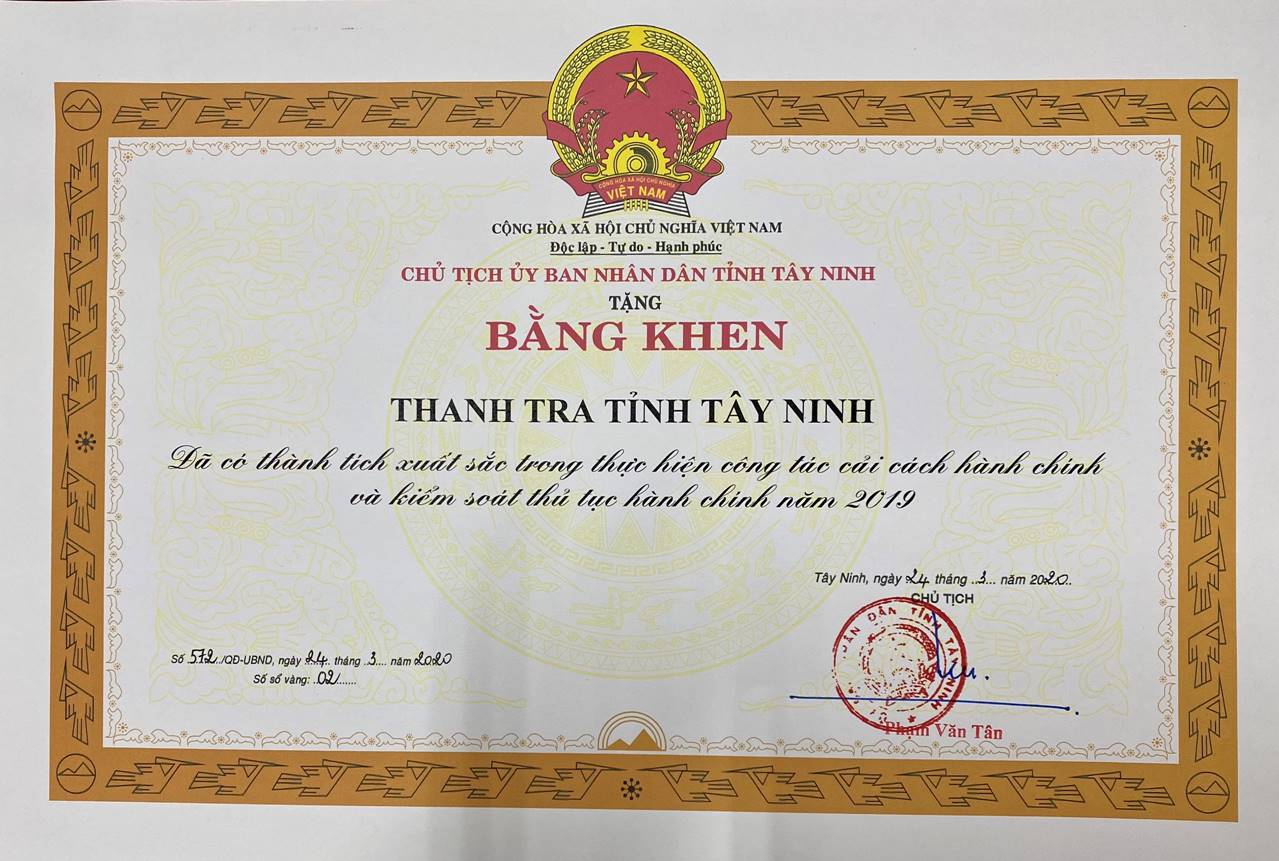 CỘNG HÒA XÃ HỘI CHỦ NGHĨA
VIỆT NAM
CỘNG HÒA XÃ HỘI CHỦ NGHĨA VIỆT NAM
Độc lập - Tự do - Hạnh phúc
CHỦ TỊCH ỦY BAN NHÂN DÂN TỈNH TÂY NINH
TẶNG
BẰNG KHEN
THANH TRA TỈNH TÂY NINH
Đã có thành tích xuất sắc trong thực hiện công tác cải cách hành chính
và kiểm soát thủ tục hành chính năm 2019
Tây Ninh, ngày 24 tháng 3 năm 2020
CHỦ TỊCH
DÂN TỈNH TÂY NINH
Phạm Văn Tân
Số 572/QĐ-UBND, ngày 24 tháng 3 năm 2020
Số sổ vàng: 02